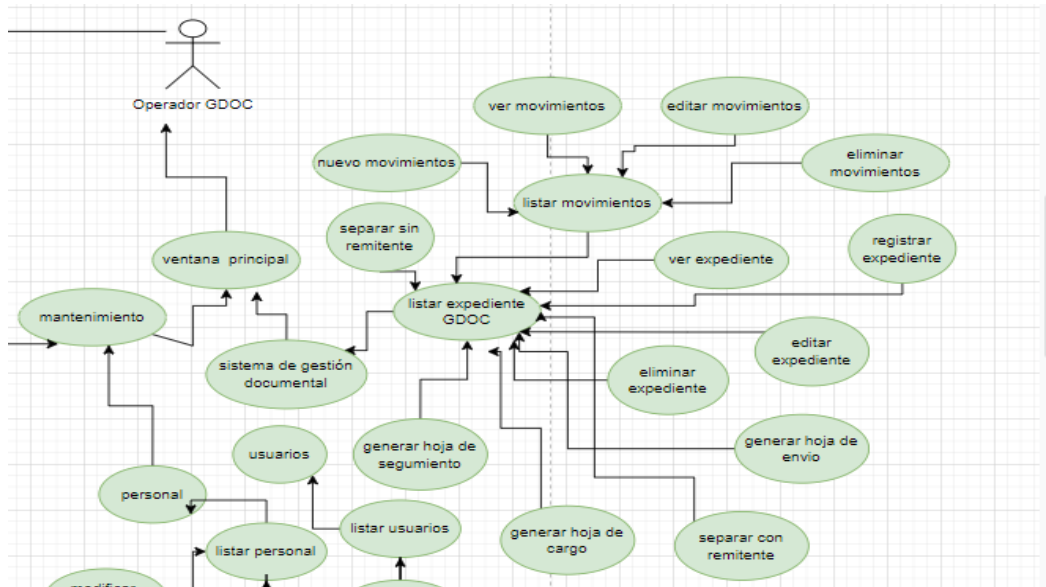 Operador GDOC
ver movimientos
editar movimientos
nuevo movimientos
eliminar
movimientos
listar movimientos
separar sin
remitente
registrar
expediente
ventana principal
ver expediente
listar expediente
GDOC
mantenimiento
editar
expediente
sistema de gestión
documental
eliminar
expediente
usuarios
generar hoja de
segumiento
generar hoja de
envio
personal
listar usuarios
generar hoja de
cargo
separar con
remitente
listar personal
modificar